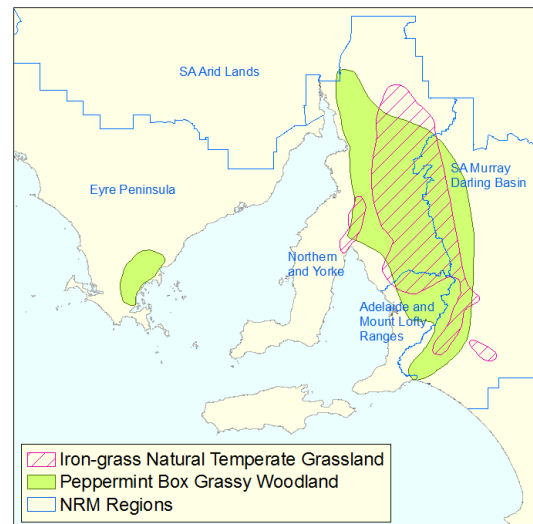 SA Arid Lands
Eyre Peninsula
SA Murray
Darling Basin
Northern
and Yorke
Adelaide and
Mount Lofty
Ranges
Iron-grass Natural Temperate Grassland
Peppermint Box Grassy Woodland
NRM Regions